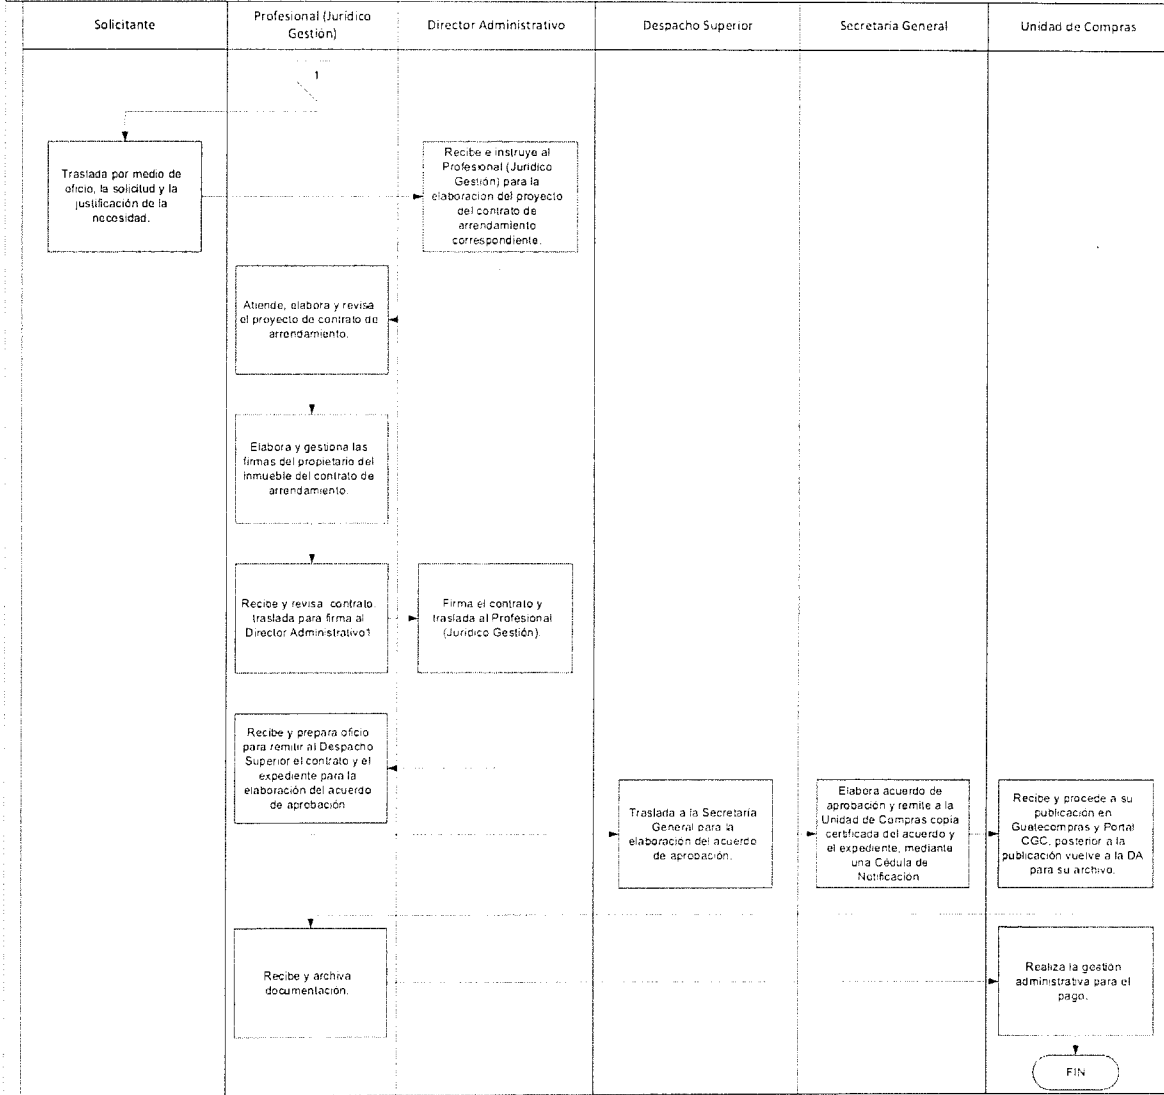 Solicitante
Profesional (Jurídico
Gestión)
Director Administrativo
Despacho Superior
Secretaría General
Unidad de Compras
1
Traslada por medio de
oficio, la solicitud y la
justificación de la
necesidad.
Recibe e instruye al
Profesional (Jurídico
Gestión) para la
elaboración del proyecto
del contrato de
arrendamiento
correspondiente.
Atiende, elabora y revisa
el proyecto de contrato de
arrendamiento.
Elabora y gestiona las
firmas del propietario del
inmueble del contrato de
arrendamiento.
Recibe y revisa contrato,
traslada para firma al
Director Administrativo1
Firma el contrato y
traslada al Profesional
(Jurídico Gestión).
Recibe y prepara oficio
para remitir al Despacho
Superior el contrato y el
expediente para la
elaboración del acuerdo
de aprobación
Traslada a la Secretaría
General para la
elaboración del acuerdo
de aprobación.
Elabora acuerdo de
aprobación y remite a la
Unidad de Compras copia
certificada del acuerdo y
el expediente, mediante
una Cédula de
Notificación
Recibe y procede a su
publicación en
Guatecompras y Portal
CGC, posterior a la
publicación vuelve a la DA
para su archivo.
Recibe y archiva
documentación.
Realiza la gestión
administrativa para el
pago.
FIN